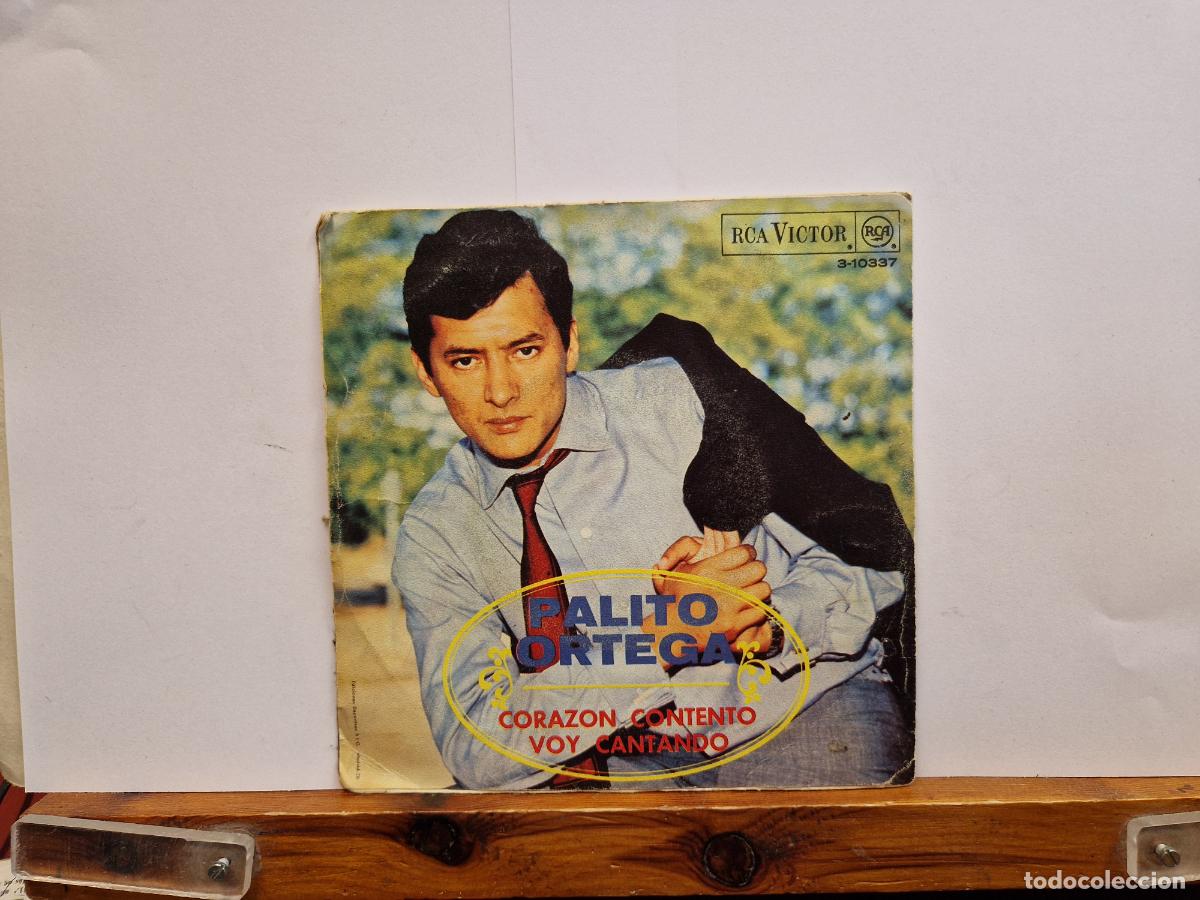 RCA VICTOR RCA
3-10337
PALITO
ORTEGA
CORAZON CONTENTO
VOY CANTANDO
todocoleccion